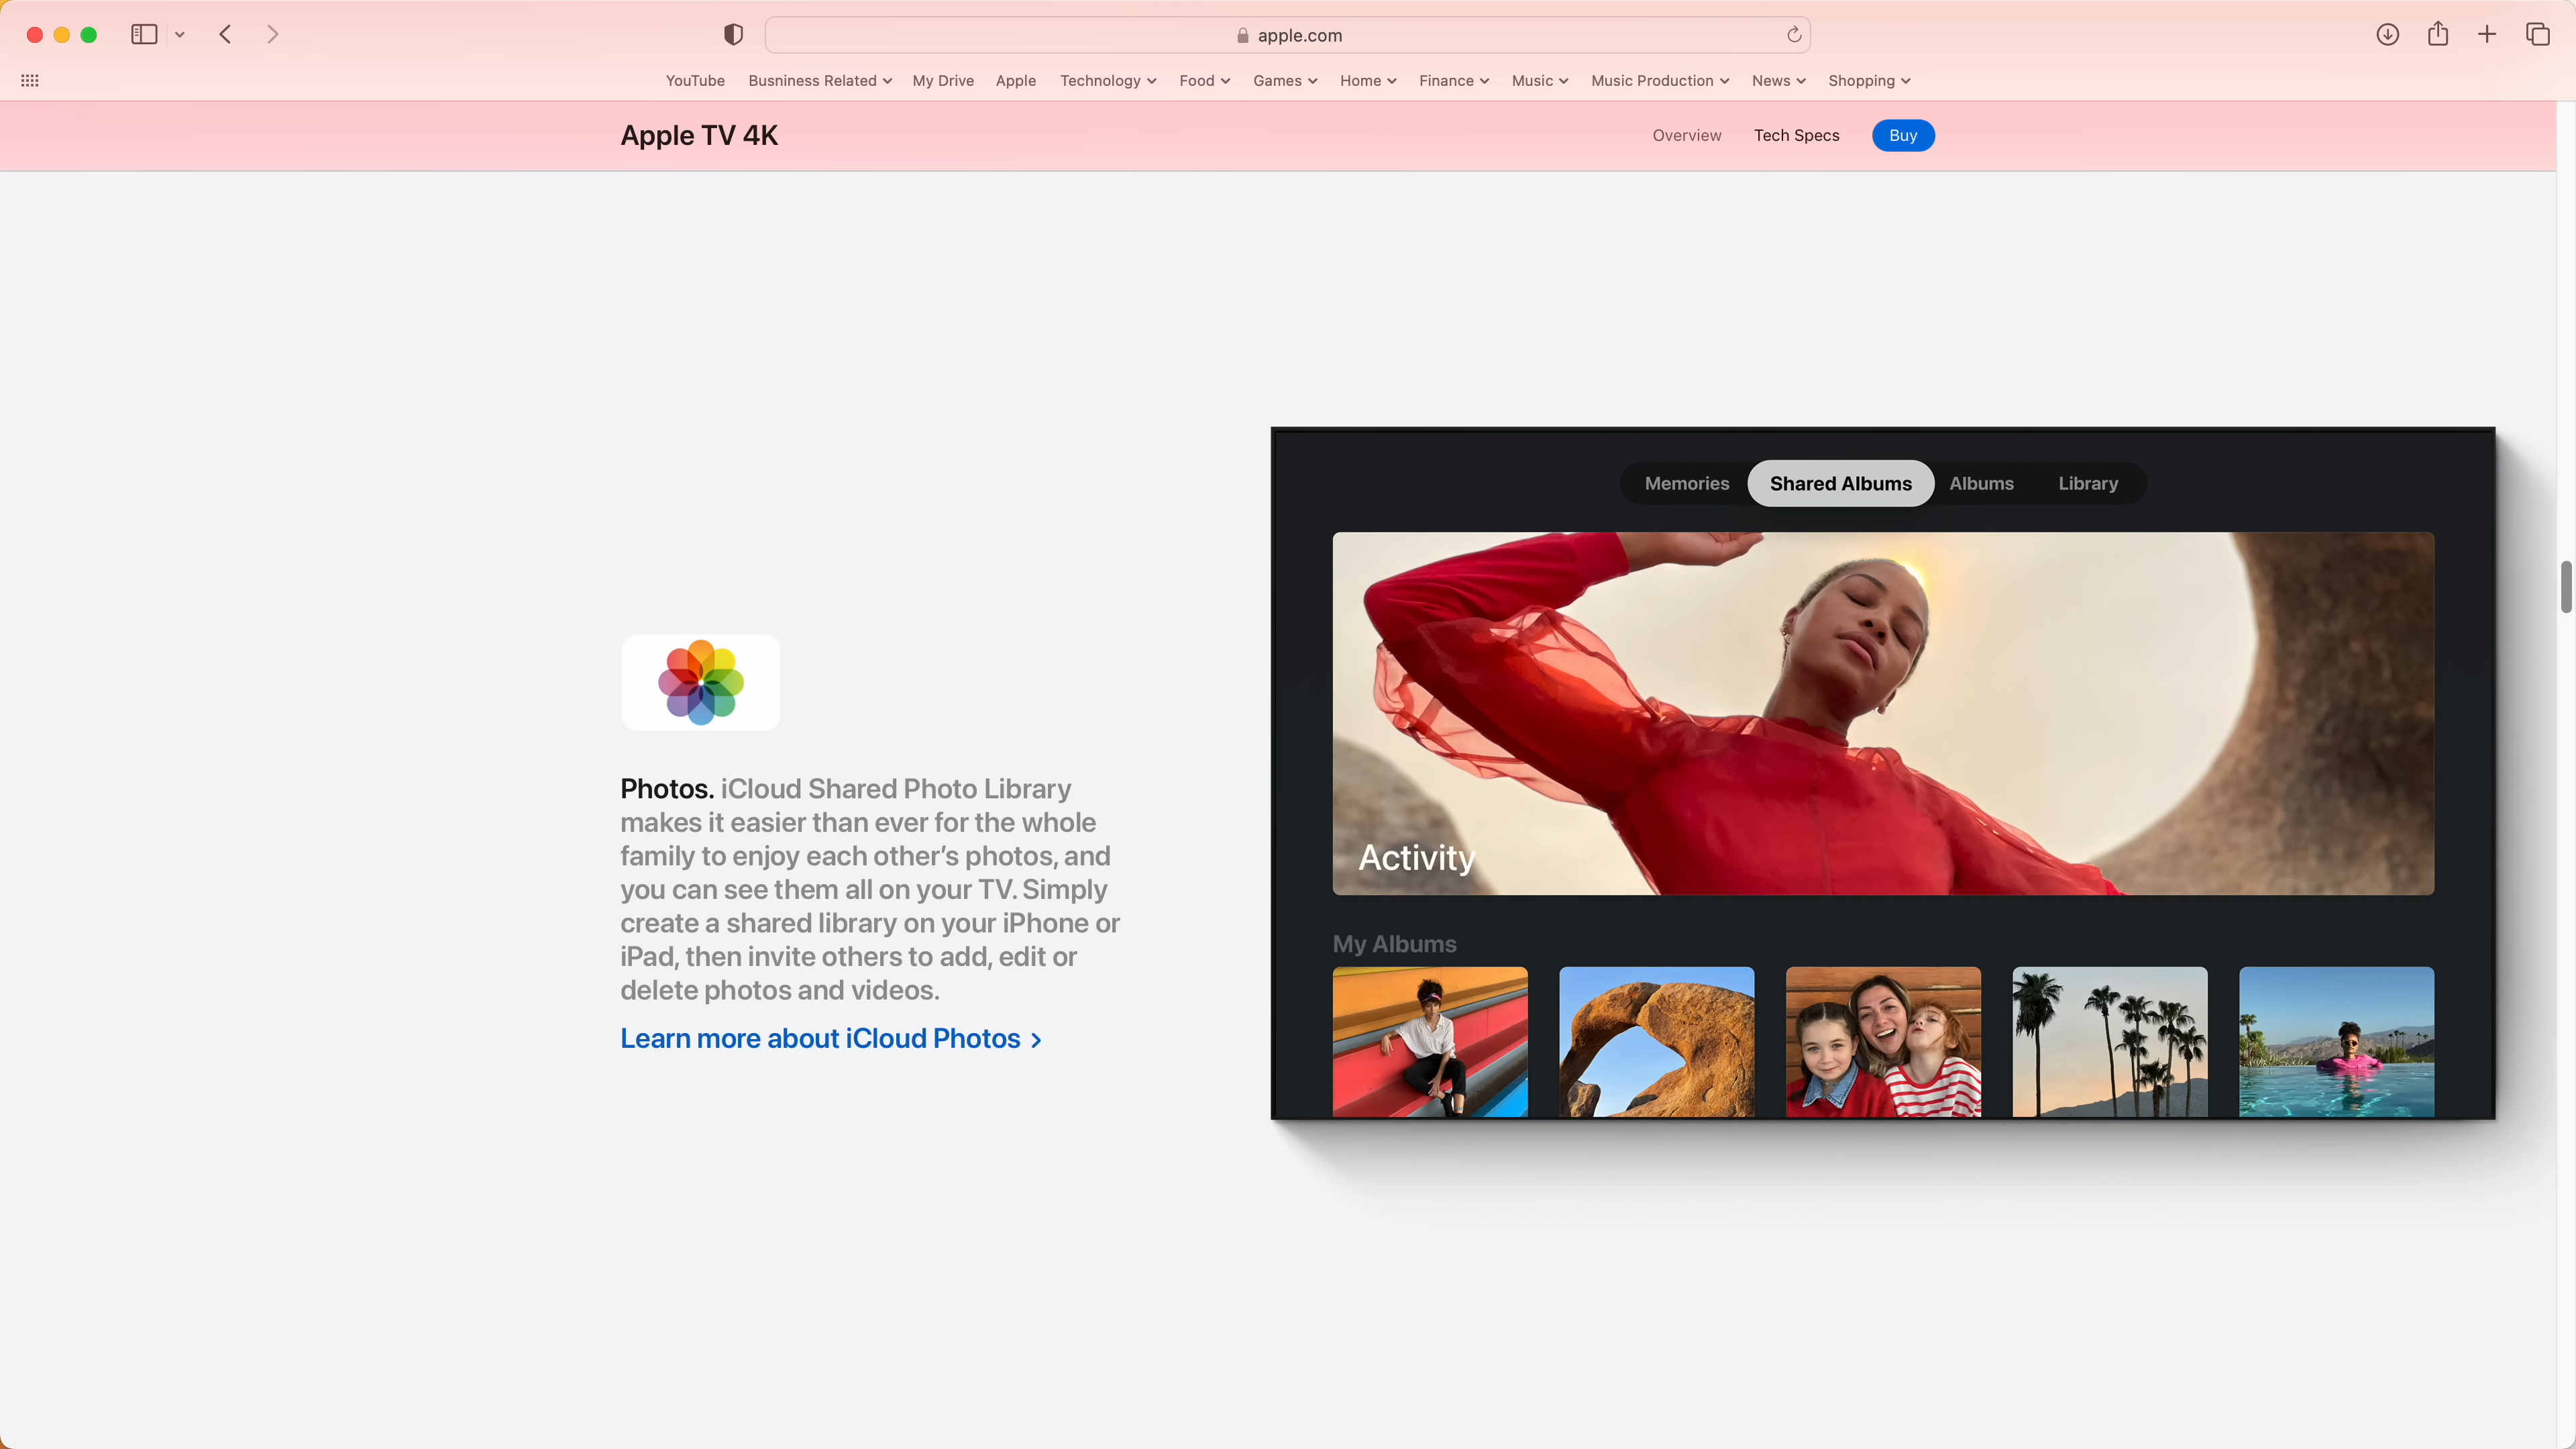 apple.com
YouTube Busniness Related My Drive Apple Technology Food Games Home Finance Music Music Production News Shopping
Apple TV 4K
Overview Tech Specs Buy
Memories Shared Albums Albums Library
Activity
My Albums
Photos. iCloud Shared Photo Library
makes it easier than ever for the whole
family to enjoy each other’s photos, and
you can see them all on your TV. Simply
create a shared library on your iPhone or
iPad, then invite others to add, edit or
delete photos and videos.
Learn more about iCloud Photos >